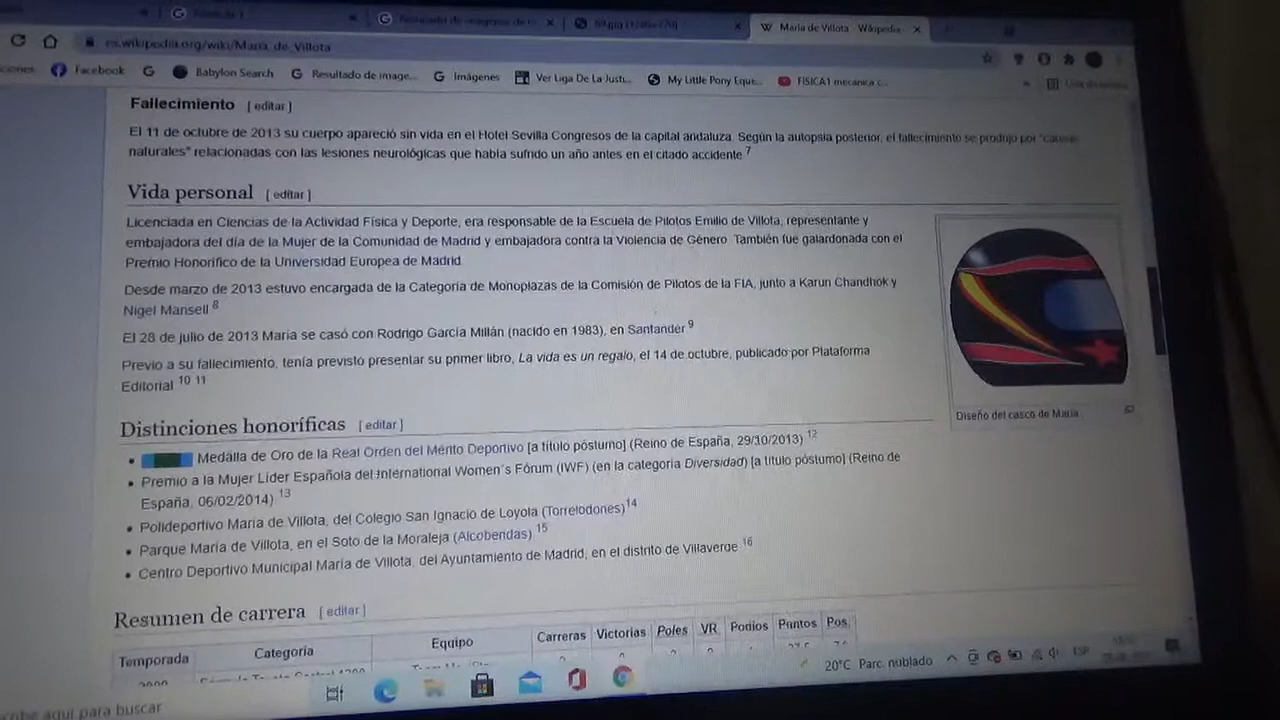 María de Villota - Wikipedia
es.wikipedia.org/wiki/María_de_Villota
ciones Facebook Babylon Search Resultado de image... Imágenes Ver Liga De La Justi... My Little Pony Eque... FISICA1 mecanica c...
Fallecimiento [ editar ]
El 11 de octubre de 2013 su cuerpo apareció sin vida en el Hotel Sevilla Congresos de la capital andaluza. Según la autopsia posterior, el fallecimiento se produjo por "causas
naturales" relacionadas con las lesiones neurológicas que había sufrido un año antes en el citado accidente 7
Vida personal [ editar ]
Licenciada en Ciencias de la Actividad Física y Deporte, era responsable de la Escuela de Pilotos Emilio de Villota, representante y
embajadora del día de la Mujer de la Comunidad de Madrid y embajadora contra la Violencia de Género. También fue galardonada con el
Premio Honorífico de la Universidad Europea de Madrid
Desde marzo de 2013 estuvo encargada de la Categoría de Monoplazas de la Comisión de Pilotos de la FIA, junto a Karun Chandhok y
Nigel Mansell 8
El 28 de julio de 2013 María se casó con Rodrigo García Millán (nacido en 1983), en Santander 9
Previo a su fallecimiento, tenía previsto presentar su primer libro, La vida es un regalo, el 14 de octubre, publicado por Plataforma
Editorial 10 11
Diseño del casco de María
Distinciones honoríficas [ editar ]
Medalla de Oro de la Real Orden del Mérito Deportivo [a título póstumo] (Reino de España, 29/10/2013) 12
Premio a la Mujer Líder Española del International Women´s Fórum (IWF) (en la categoría Diversidad) [a título póstumo] (Reino de
España, 06/02/2014) 13
Polideportivo María de Villota, del Colegio San Ignacio de Loyola (Torrelodones) 14
Parque María de Villota, en el Soto de la Moraleja (Alcobendas) 15
Centro Deportivo Municipal María de Villota, del Ayuntamiento de Madrid, en el distrito de Villaverde 16
Resumen de carrera [ editar ]
Temporada Categoría Equipo Carreras Victorias Poles VR Podios Puntos Pos.
20°C Parc. nublado ESP
cribe aquí para buscar